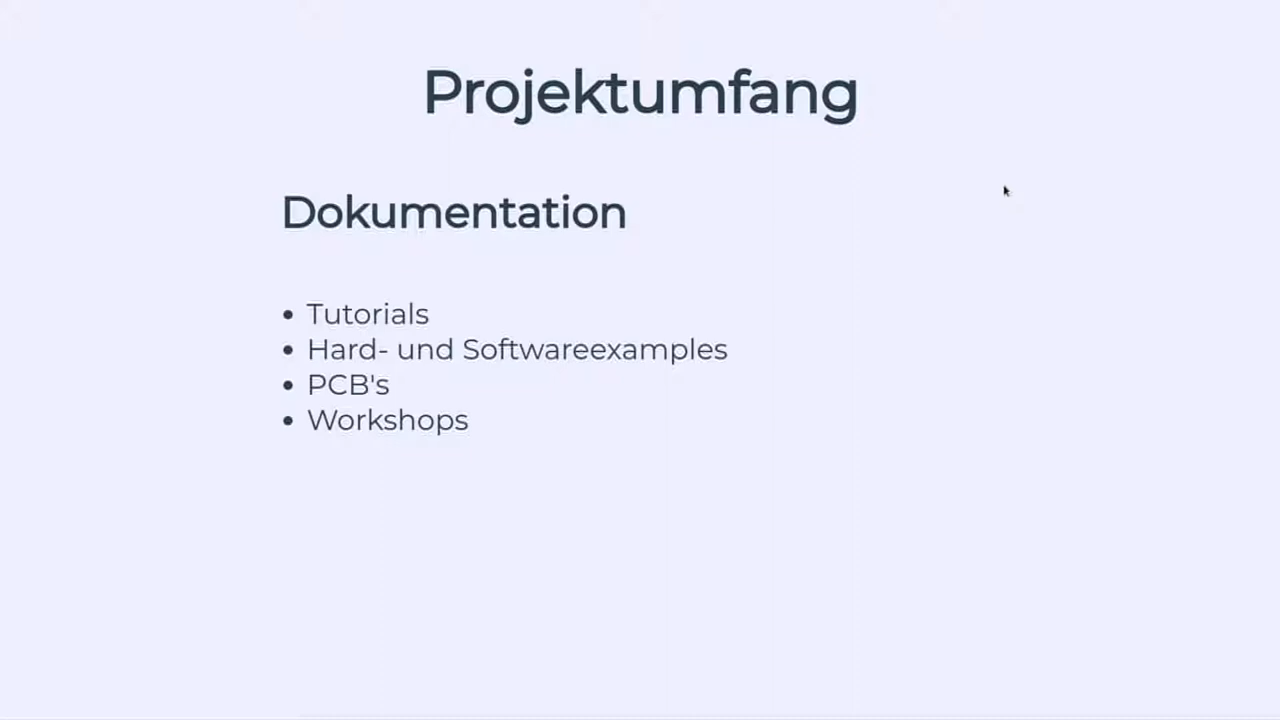 Projektumfang
Dokumentation
• Tutorials
• Hard- und Softwareexamples
• PCB's
• Workshops